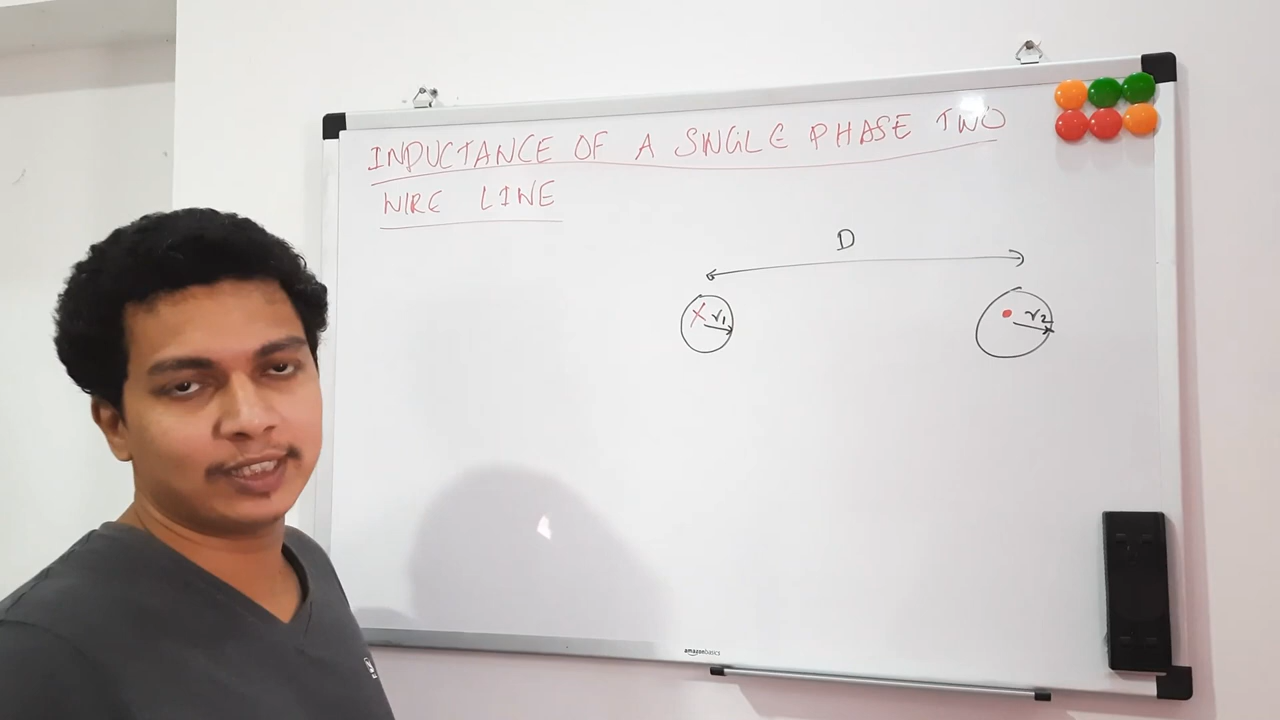 INDUCTANCE OF A SINGLE PHASE TWO
WIRE LINE
D
r1
r2
amazonbasics